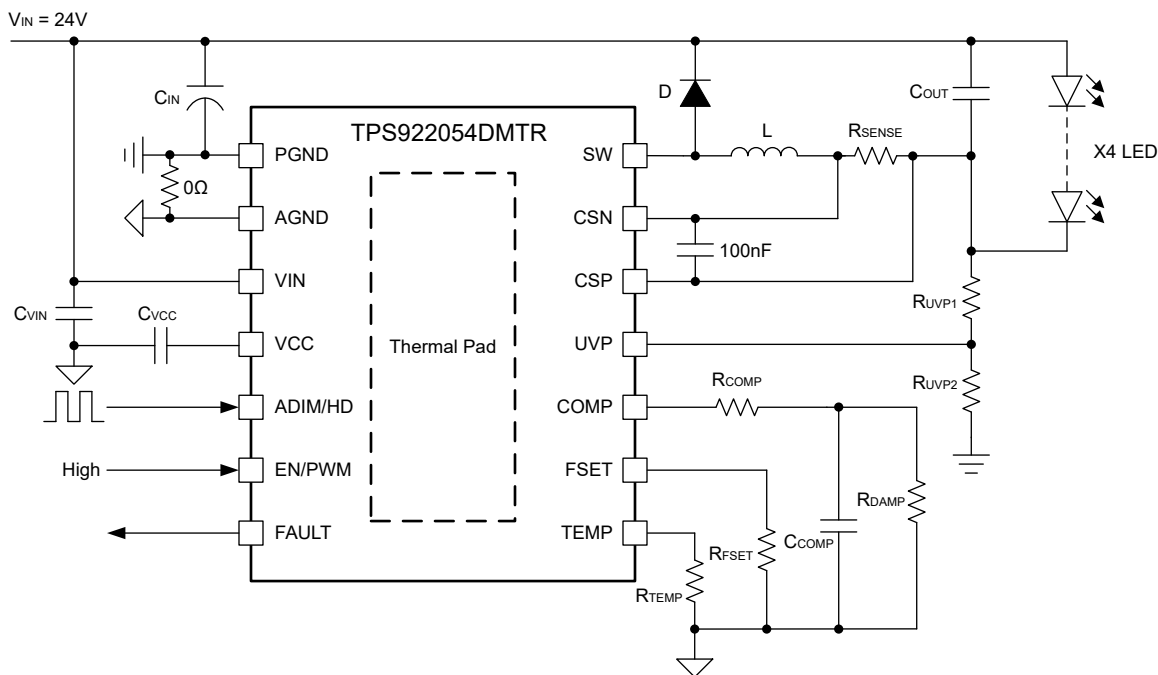 VIN = 24V
CIN
D
COUT
TPS922054DMTR
L
RSENSE
X4 LED
PGND
SW
0Ω
AGND
CSN
100nF
VIN
CSP
CVIN
CVCC
RUVP1
VCC
Thermal Pad
UVP
RCOMP
RUVP2
ADIM/HD
COMP
High
EN/PWM
FSET
RDAMP
FAULT
TEMP
RFSET
CCOMP
RTEMP